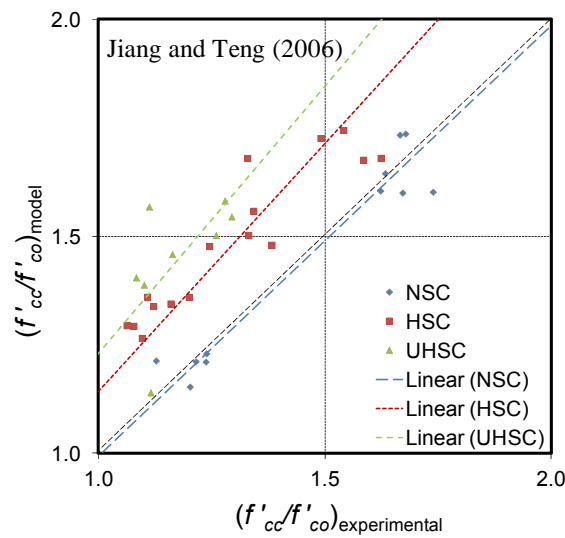 2.0
Jiang and Teng (2006)
1.5
(f'cc/f'co)model
NSC
HSC
UHSC
Linear (NSC)
Linear (HSC)
Linear (UHSC)
1.0
1.0 1.5 2.0
(f'cc/f'co)experimental